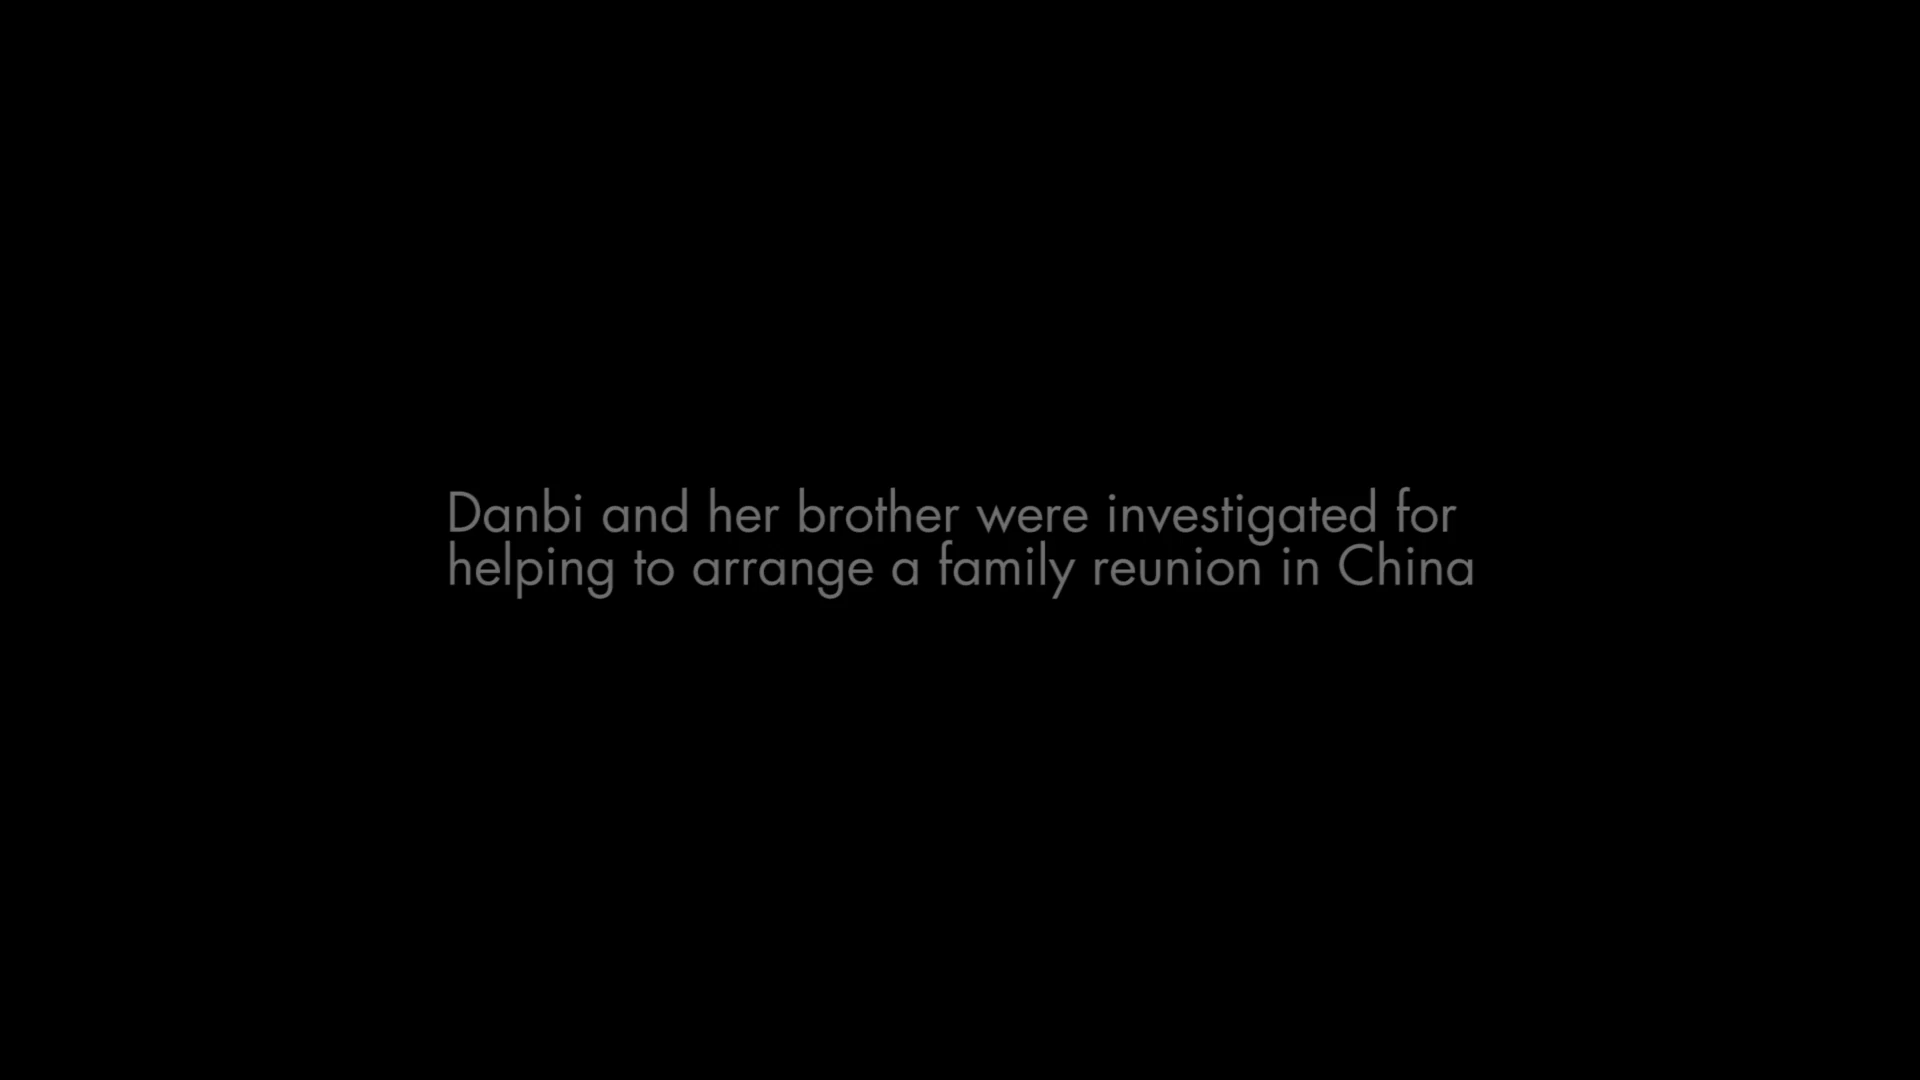 Danbi and her brother were investigated for
helping to arrange a family reunion in China